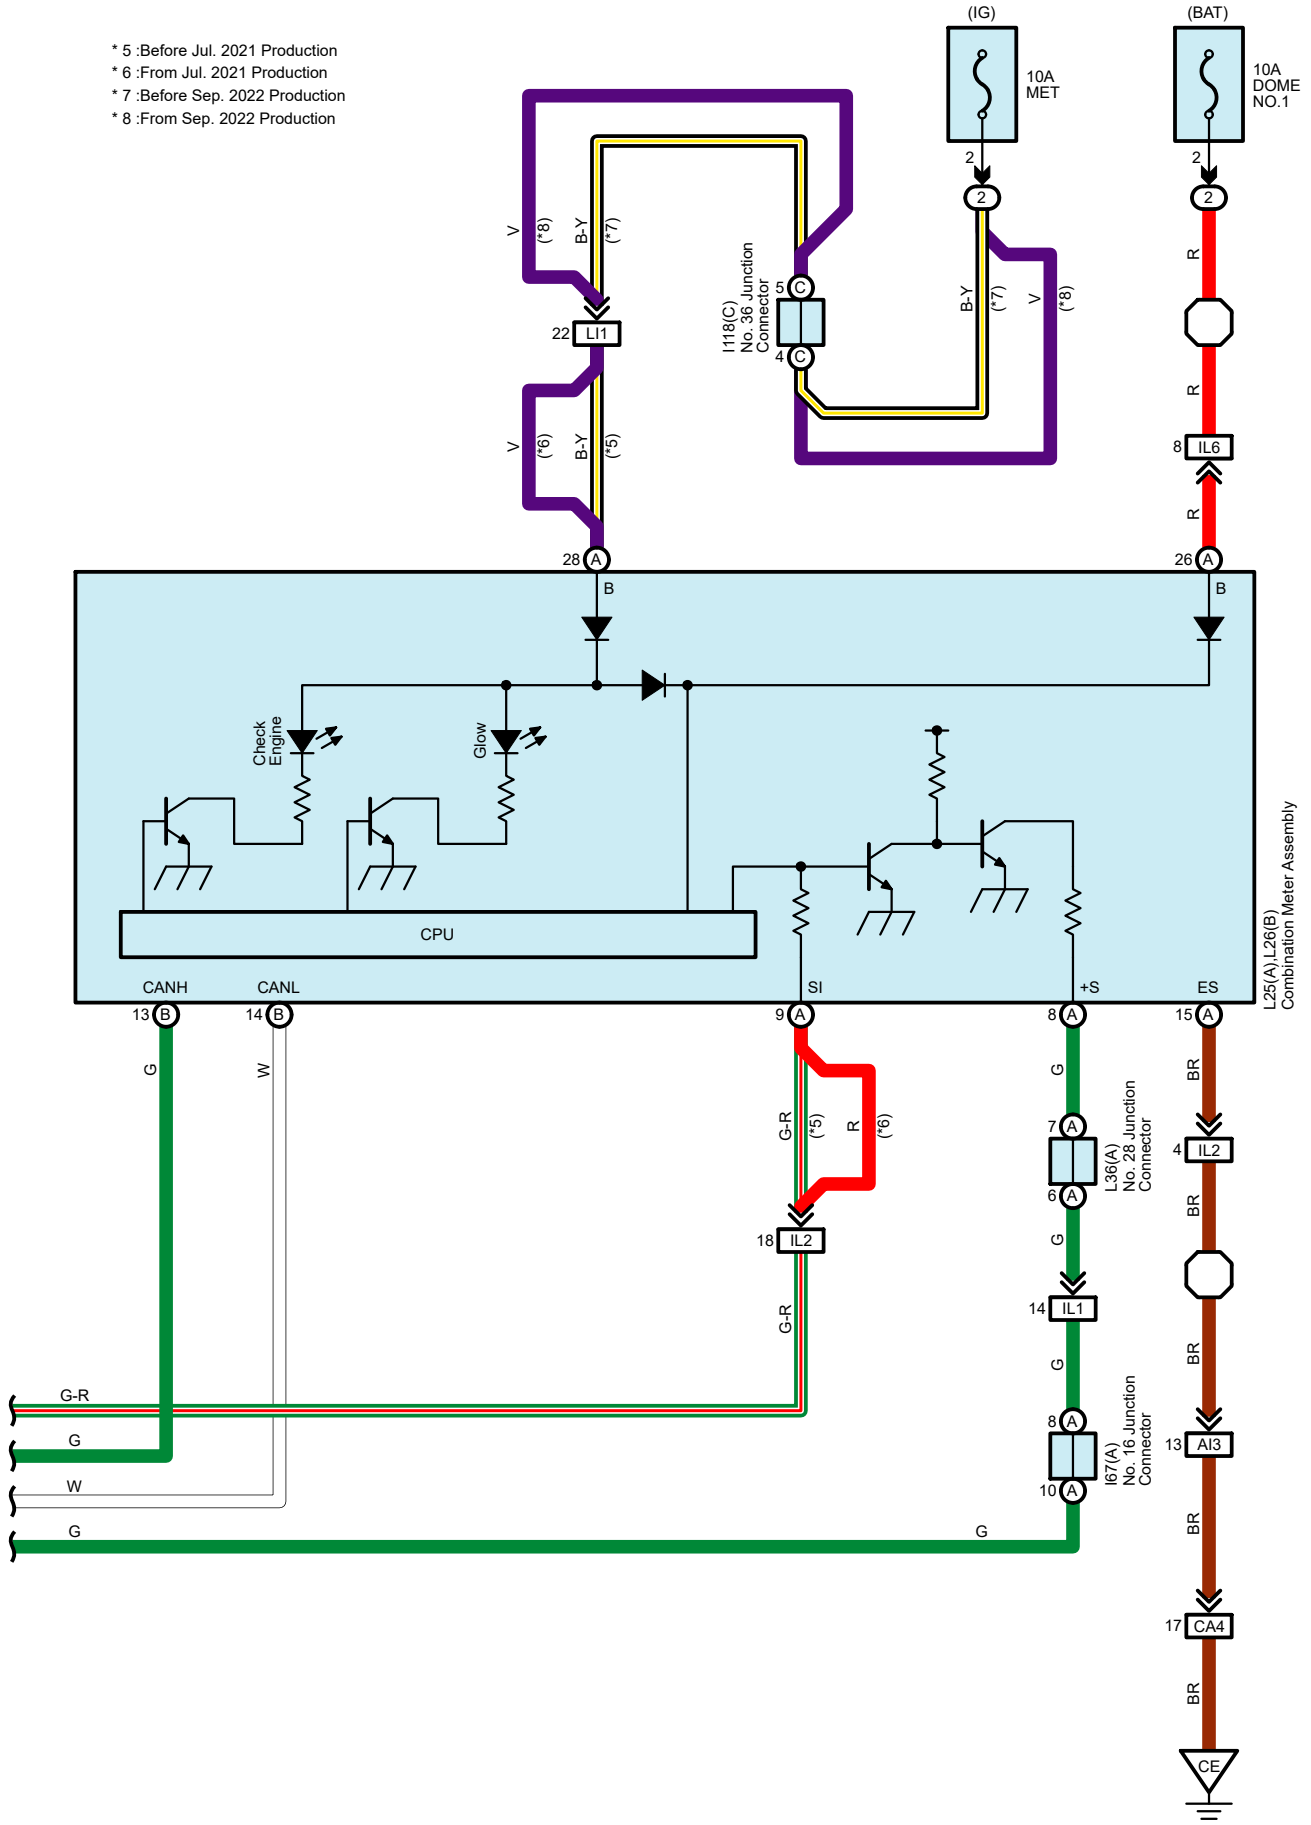 (IG)
(BAT)
* 5 :Before Jul. 2021 Production
* 6 :From Jul. 2021 Production
* 7 :Before Sep. 2022 Production
* 8 :From Sep. 2022 Production
10A
MET
10A
DOME
NO.1
2
2
2
2
V
(*8)
B-Y
(*7)
I118(C)
No. 36 Junction
Connector
5
C
4
C
B-Y
(*7)
V
(*8)
R
22
LI1
R
V
(*6)
B-Y
(*5)
8
IL6
R
28
A
26
A
B
B
Check
Engine
Glow
CPU
L25(A),L26(B)
Combination Meter Assembly
CANH
CANL
SI
+S
ES
13
B
14
B
9
A
8
A
15
A
G
W
G-R
(*5)
R
(*6)
G
BR
7
A
L36(A)
No. 28 Junction
Connector
4
IL2
6
A
BR
18
IL2
G
G-R
14
IL1
G
BR
G-R
8
A
I67(A)
No. 16 Junction
Connector
G
13
AI3
W
10
A
G
G
BR
17
CA4
BR
CE